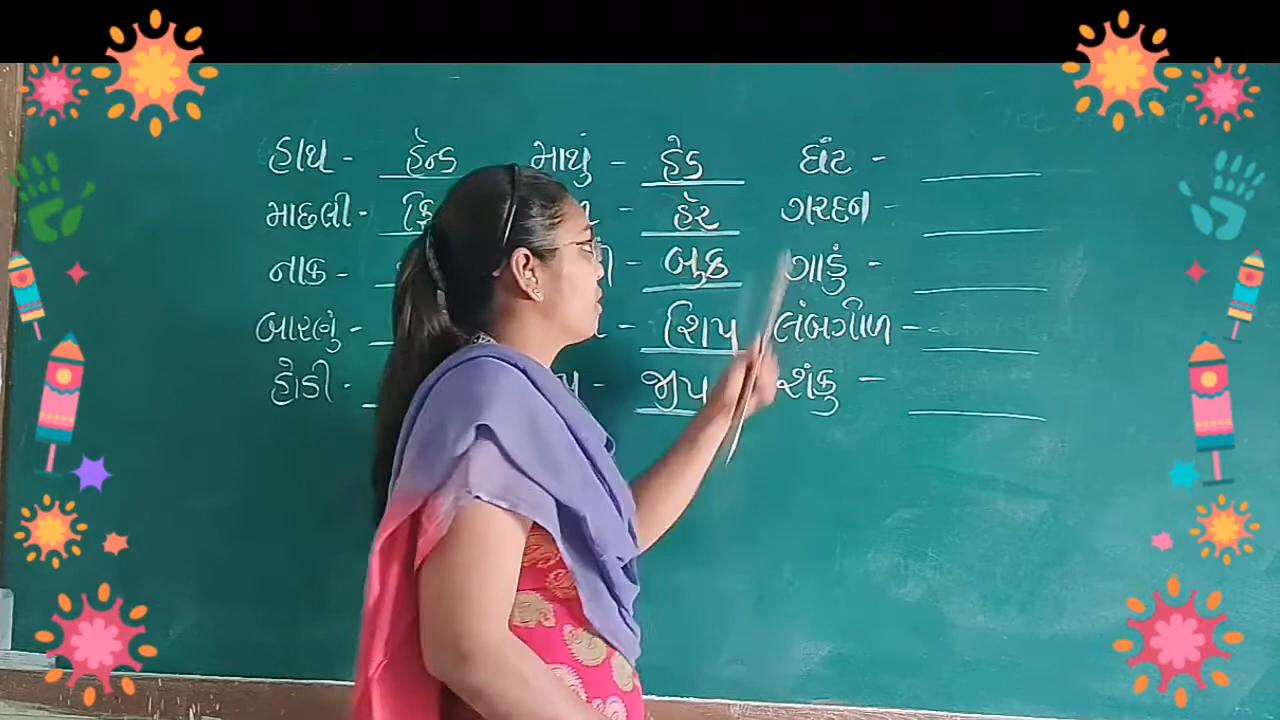 હાથ - હેન્ડ માથું - હેડ ઘંટ -
માછલી - ફિ - હેર ગરદન -
નાક - - બુક ગાડું -
બારણું - - શિપ લંબગોળ -
હોડી - - જીપ શંકુ -